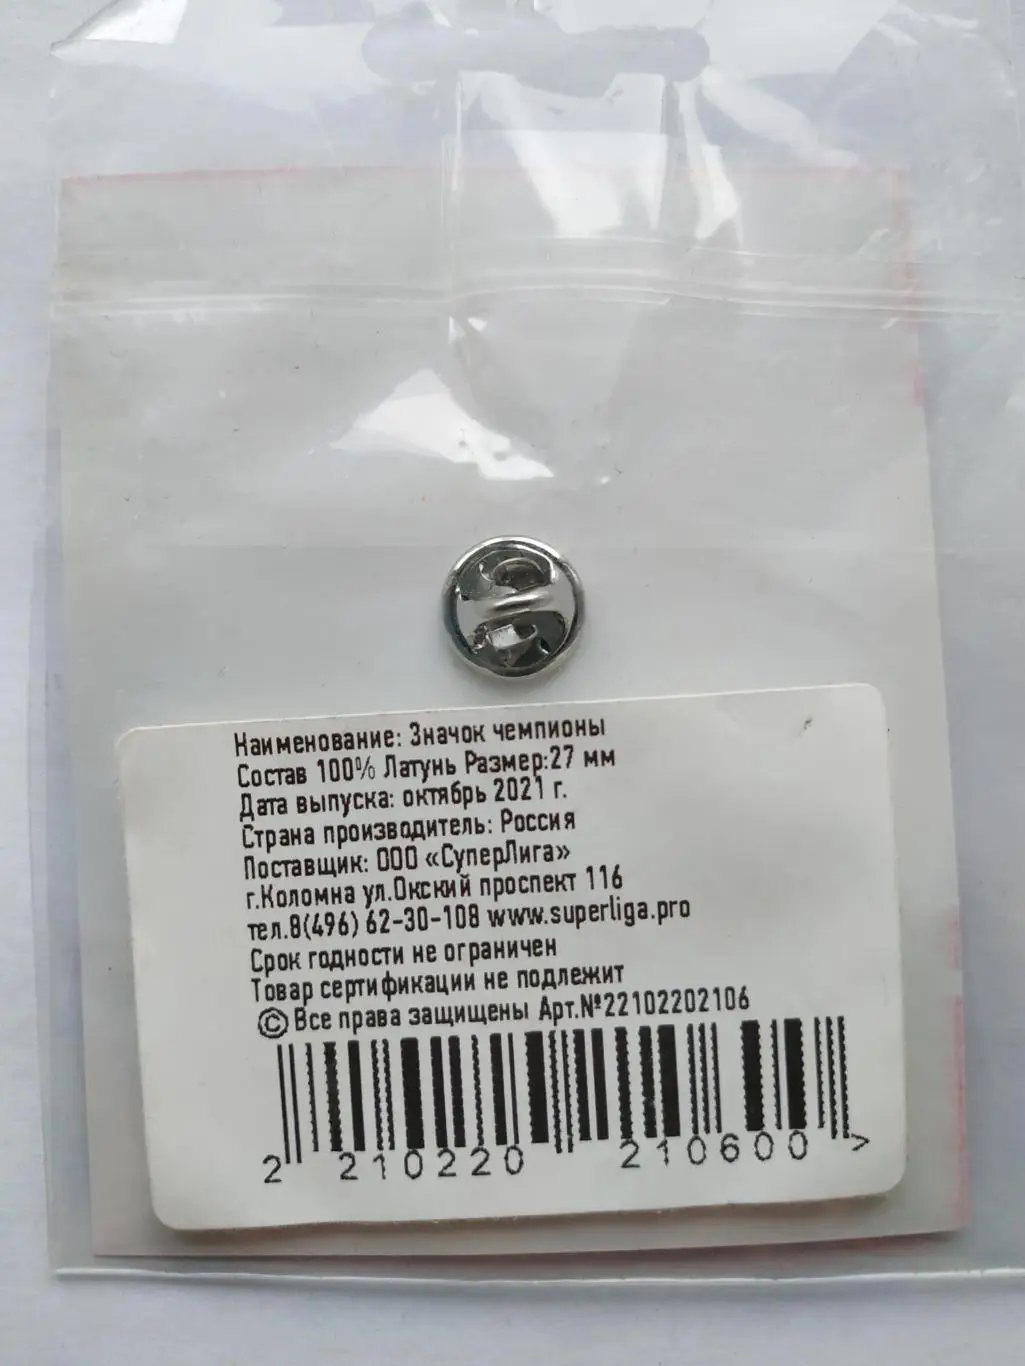 Наименование: Значок чемпионы
Состав 100% Латунь Размер:27 мм
Дата выпуска: октябрь 2021 г.
Страна производитель: Россия
Поставщик: ООО «СуперЛига»
г.Коломна ул.Окский проспект 116
тел.8(496) 62-30-108 www.superliga.pro
Срок годности не ограничен
Товар сертификации не подлежит
© Все права защищены Арт.№22102202106
2 210220 210600 >